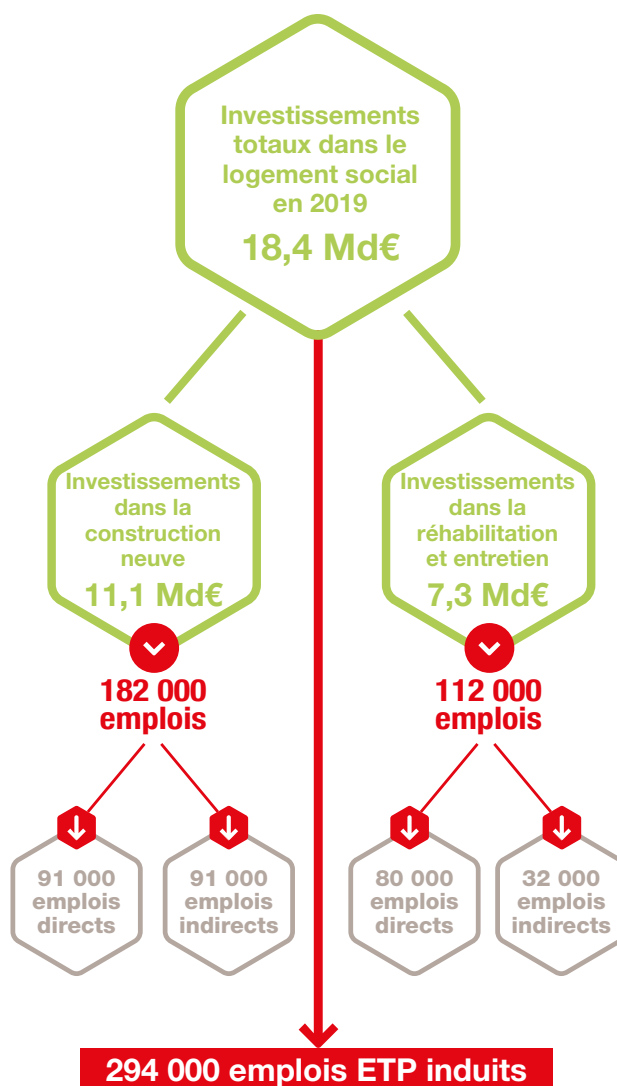 Investissements
totaux dans le
logement social
en 2019
18,4 Md€
Investissements
dans la
construction
neuve
11,1 Md€
182 000
emplois
91 000
emplois
directs
91 000
emplois
indirects
Investissements
dans la
réhabilitation
et entretien
7,3 Md€
112 000
emplois
80 000
emplois
directs
32 000
emplois
indirects
294 000 emplois ETP induits